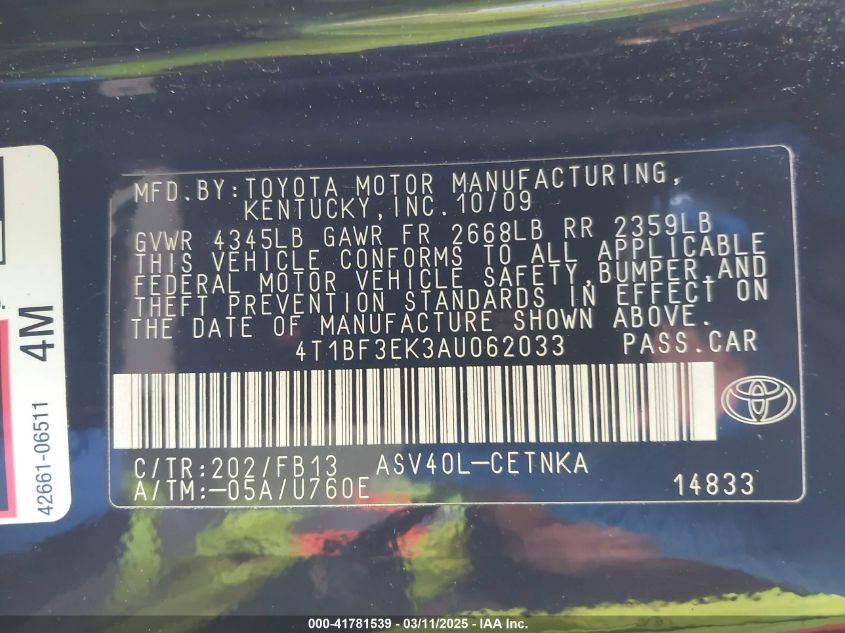 MFD.BY:TOYOTA MOTOR MANUFACTURING,
KENTUCKY,INC.10/09
GVWR 4345LB GAWR FR 2668LB RR 2359LB
THIS VEHICLE CONFORMS TO ALL APPLICABLE
FEDERAL MOTOR VEHICLE SAFETY,BUMPER,AND
THEFT PREVENTION STANDARDS IN EFFECT ON
THE DATE OF MANUFACTURE SHOWN ABOVE.
4T1BF3EK3AU062033 PASS.CAR
C/TR:202/FB13 ASV40L-CETNKA
A/TM:-05A/U760E 14833
4M
42661-06511
000-41781539 - 03/11/2025 - IAA Inc.